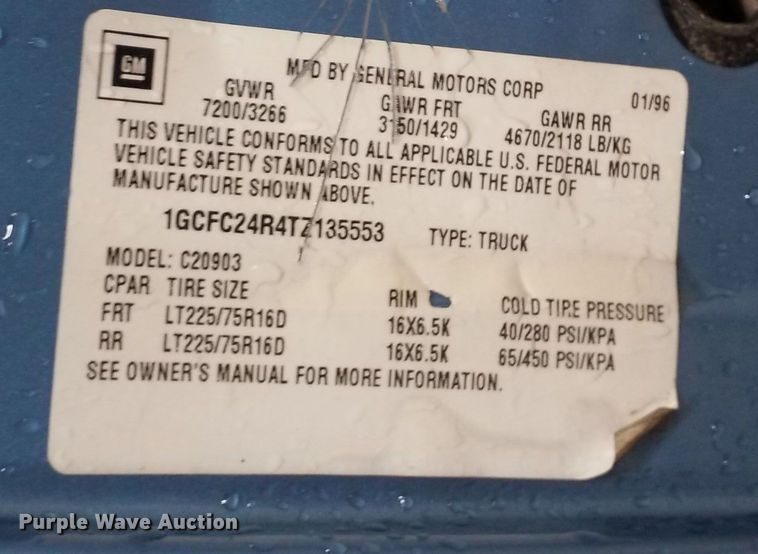 GM
MFD BY GENERAL MOTORS CORP 01/96
GVWR GAWR FRT GAWR RR
7200/3266 3150/1429 4670/2118 LB/KG
THIS VEHICLE CONFORMS TO ALL APPLICABLE U.S. FEDERAL MOTOR
VEHICLE SAFETY STANDARDS IN EFFECT ON THE DATE OF
MANUFACTURE SHOWN ABOVE.
1GCFC24R4TZ135553 TYPE: TRUCK
MODEL: C20903
CPAR TIRE SIZE RIM COLD TIRE PRESSURE
FRT LT225/75R16D 16X6.5K 40/280 PSI/KPA
RR LT225/75R16D 16X6.5K 65/450 PSI/KPA
SEE OWNER'S MANUAL FOR MORE INFORMATION.
Purple Wave Auction